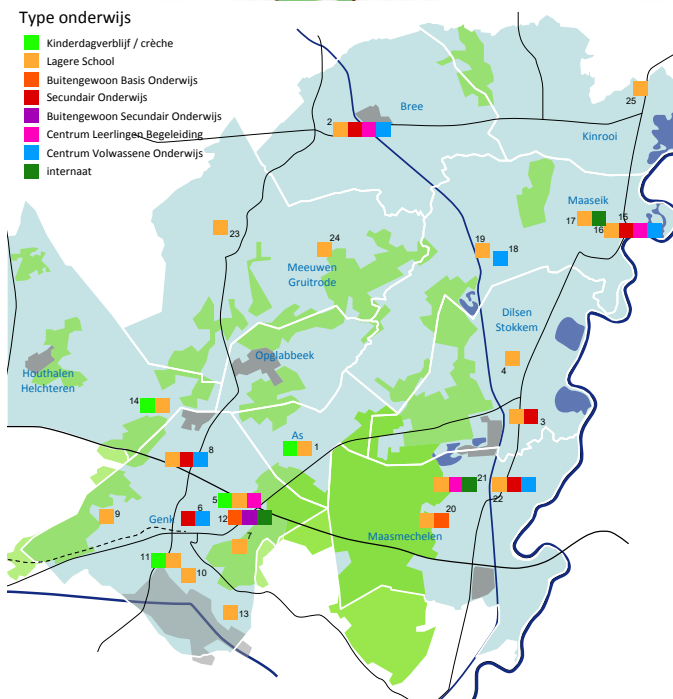 Type onderwijs
Kinderdagverblijf / crèche
Lagere School
Buitengewoon Basis Onderwijs
Secundair Onderwijs
Buitengewoon Secundair Onderwijs
Centrum Leerlingen Begeleiding
Centrum Volwassene Onderwijs
internaat
25
Bree
2
Kinrooi
Maaseik
17
15
16
23
24
19
18
Meeuwen
Gruitrode
Dilsen
Stokkem
Opglabbeek
4
Houthalen
Helchteren
14
3
As
1
8
5
21
22
9
6
Genk
12
20
Maasmechelen
7
11
10
13